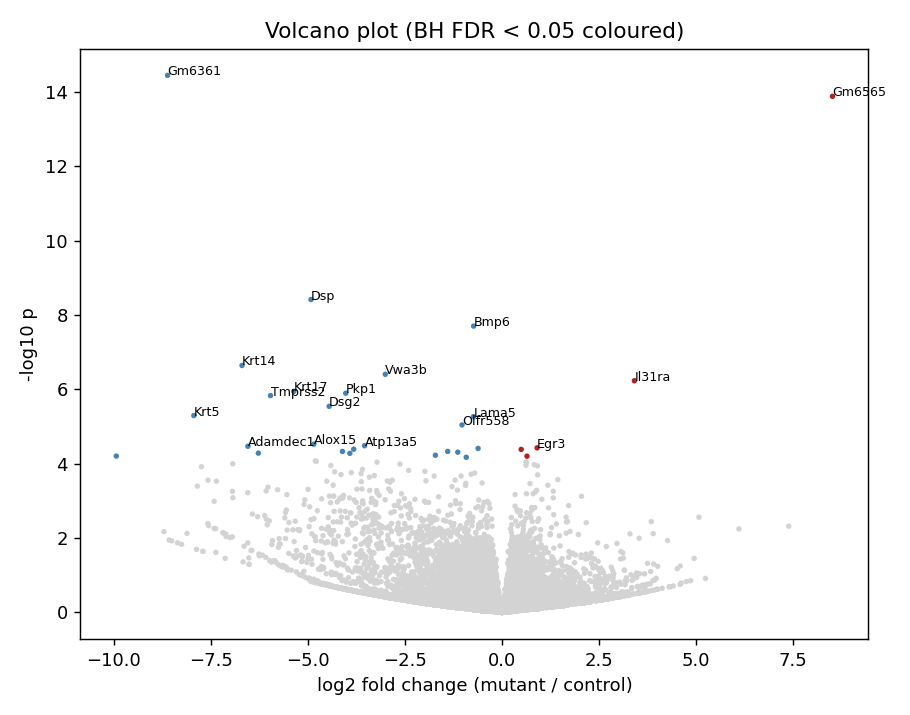 Volcano plot (BH FDR < 0.05 coloured)
Gm6361
Gm6565
Dsp
Bmp6
Krt14
Vwa3b
Il31ra
Krt17
Tmprss2
Pkp1
Dsg2
Krt5
Lama5
Olfr558
Adamdec1
Alox15
Atp13a5
Egr3
14
12
10
8
6
4
2
0
-log10 p
−10.0
−7.5
−5.0
−2.5
0.0
2.5
5.0
7.5
log2 fold change (mutant / control)